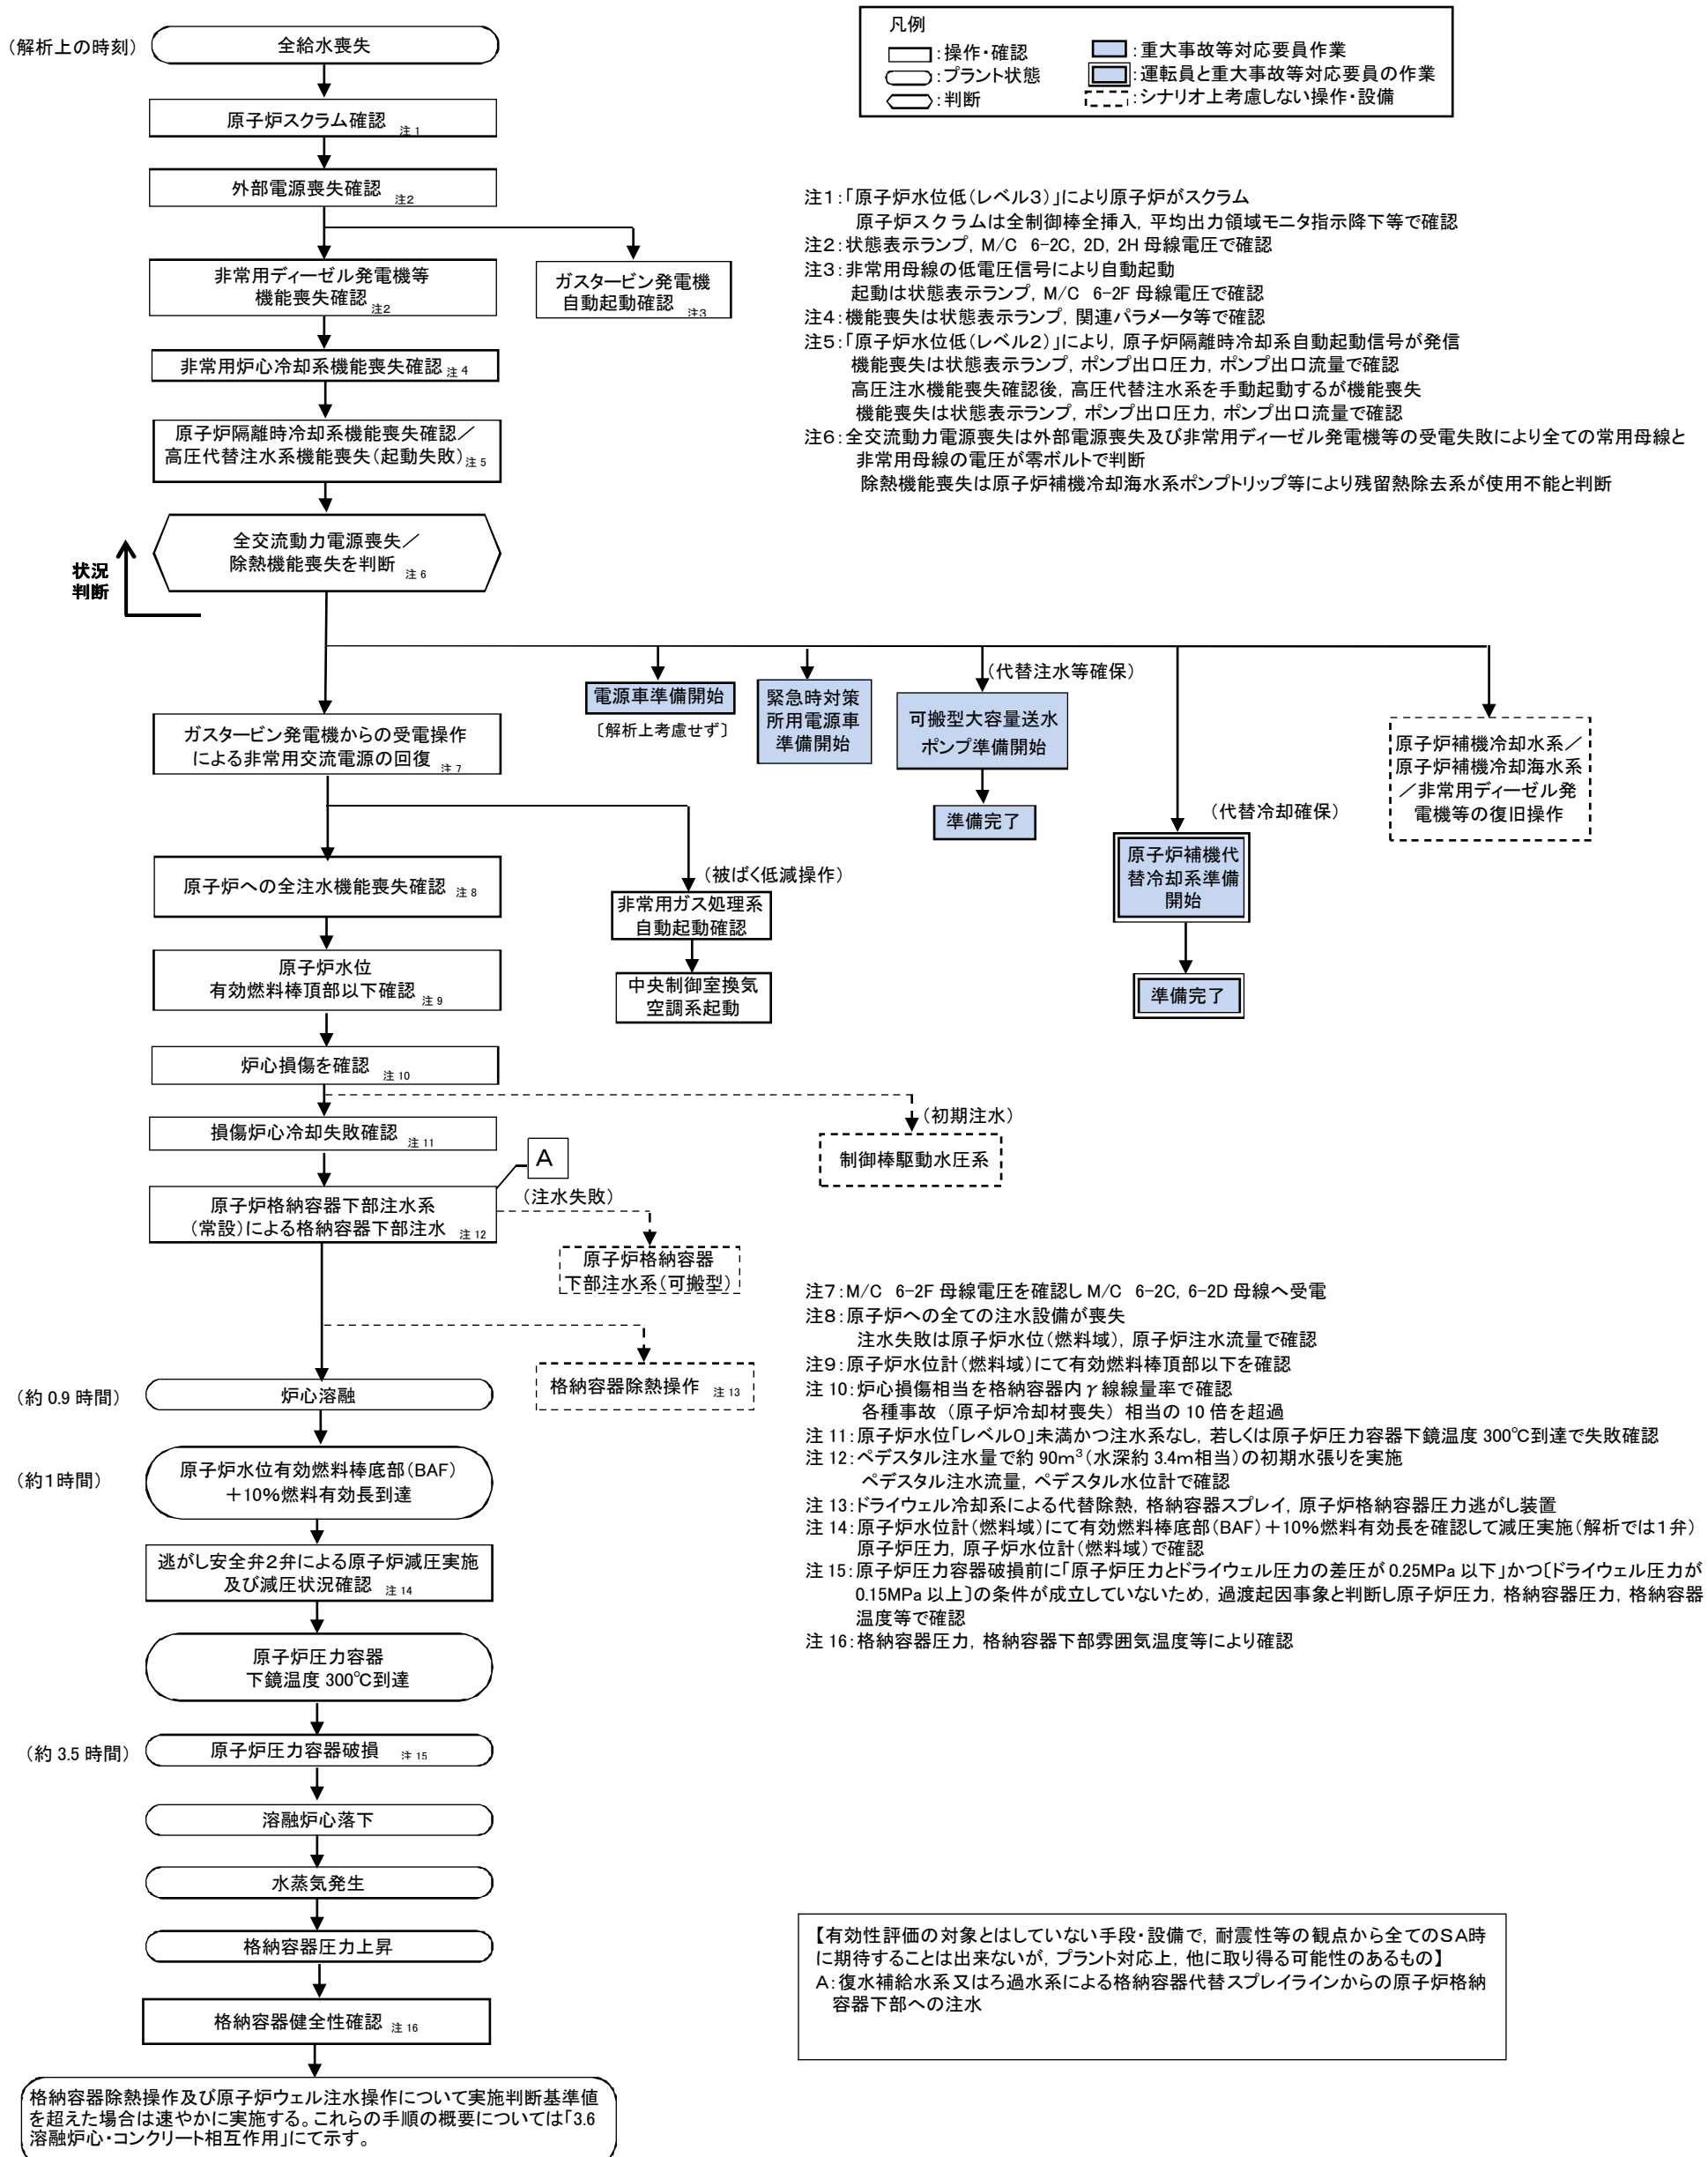 (解析上の時刻)
全給水喪失
原子炉スクラム確認 注1
外部電源喪失確認 注2
非常用ディーゼル発電機等
機能喪失確認 注2
ガスタービン発電機
自動起動確認 注3
非常用炉心冷却系機能喪失確認 注4
原子炉隔離時冷却系機能喪失確認/
高圧代替注水系機能喪失(起動失敗) 注5
全交流動力電源喪失/
除熱機能喪失を判断 注6
状況
判断
凡例
:操作・確認
:プラント状態
:判断
:重大事故等対応要員作業
:運転員と重大事故等対応要員の作業
:シナリオ上考慮しない操作・設備
注1:「原子炉水位低(レベル3)」により原子炉がスクラム
原子炉スクラムは全制御棒全挿入,平均出力領域モニタ指示降下等で確認
注2:状態表示ランプ,M/C 6-2C,2D,2H 母線電圧で確認
注3:非常用母線の低電圧信号により自動起動
起動は状態表示ランプ,M/C 6-2F 母線電圧で確認
注4:機能喪失は状態表示ランプ,関連パラメータ等で確認
注5:「原子炉水位低(レベル2)」により,原子炉隔離時冷却系自動起動信号が発信
機能喪失は状態表示ランプ,ポンプ出口圧力,ポンプ出口流量で確認
高圧注水機能喪失確認後,高圧代替注水系を手動起動するが機能喪失
機能喪失は状態表示ランプ,ポンプ出口圧力,ポンプ出口流量で確認
注6:全交流動力電源喪失は外部電源喪失及び非常用ディーゼル発電機等の受電失敗により全ての常用母線と
非常用母線の電圧が零ボルトで判断
除熱機能喪失は原子炉補機冷却海水系ポンプトリップ等により残留熱除去系が使用不能と判断
電源車準備開始
〔解析上考慮せず〕
緊急時対策
所用電源車
準備開始
(代替注水等確保)
可搬型大容量送水
ポンプ準備開始
準備完了
(代替冷却確保)
原子炉補機代
替冷却系準備
開始
準備完了
原子炉補機冷却水系/
原子炉補機冷却海水系
/非常用ディーゼル発
電機等の復旧操作
ガスタービン発電機からの受電操作
による非常用交流電源の回復 注7
原子炉への全注水機能喪失確認 注8
(被ばく低減操作)
非常用ガス処理系
自動起動確認
中央制御室換気
空調系起動
原子炉水位
有効燃料棒頂部以下確認 注9
炉心損傷を確認 注10
(初期注水)
制御棒駆動水圧系
損傷炉心冷却失敗確認 注11
A
原子炉格納容器下部注水系
(常設)による格納容器下部注水 注12
(注水失敗)
原子炉格納容器
下部注水系(可搬型)
格納容器除熱操作 注13
(約0.9時間)
炉心溶融
(約1時間)
原子炉水位有効燃料棒底部(BAF)
+10%燃料有効長到達
逃がし安全弁2弁による原子炉減圧実施
及び減圧状況確認 注14
原子炉圧力容器
下鏡温度300℃到達
(約3.5時間)
原子炉圧力容器破損 注15
溶融炉心落下
水蒸気発生
格納容器圧力上昇
格納容器健全性確認 注16
格納容器除熱操作及び原子炉ウェル注水操作について実施判断基準値
を超えた場合は速やかに実施する。これらの手順の概要については「3.6
溶融炉心・コンクリート相互作用」にて示す。
注7:M/C 6-2F 母線電圧を確認し M/C 6-2C,6-2D 母線へ受電
注8:原子炉への全ての注水設備が喪失
注水失敗は原子炉水位(燃料域),原子炉注水流量で確認
注9:原子炉水位計(燃料域)にて有効燃料棒頂部以下を確認
注10:炉心損傷相当を格納容器内γ線線量率で確認
各種事故(原子炉冷却材喪失)相当の10倍を超過
注11:原子炉水位「レベル0」未満かつ注水系なし,若しくは原子炉圧力容器下鏡温度300℃到達で失敗確認
注12:ペデスタル注水量で約90m³(水深約3.4m相当)の初期水張りを実施
ペデスタル注水流量,ペデスタル水位計で確認
注13:ドライウェル冷却系による代替除熱,格納容器スプレイ,原子炉格納容器圧力逃がし装置
注14:原子炉水位計(燃料域)にて有効燃料棒底部(BAF)+10%燃料有効長を確認して減圧実施(解析では1弁)
原子炉圧力,原子炉水位計(燃料域)で確認
注15:原子炉圧力容器破損前に「原子炉圧力とドライウェル圧力の差圧が0.25MPa以下」かつ〔ドライウェル圧力が
0.15MPa以上〕の条件が成立していないため,過渡起因事象と判断し原子炉圧力,格納容器圧力,格納容器
温度等で確認
注16:格納容器圧力,格納容器下部雰囲気温度等により確認
【有効性評価の対象とはしていない手段・設備で,耐震性等の観点から全てのSA時
に期待することは出来ないが,プラント対応上,他に取り得る可能性のあるもの】
A:復水補給水系又はろ過水系による格納容器代替スプレイラインからの原子炉格納
容器下部への注水